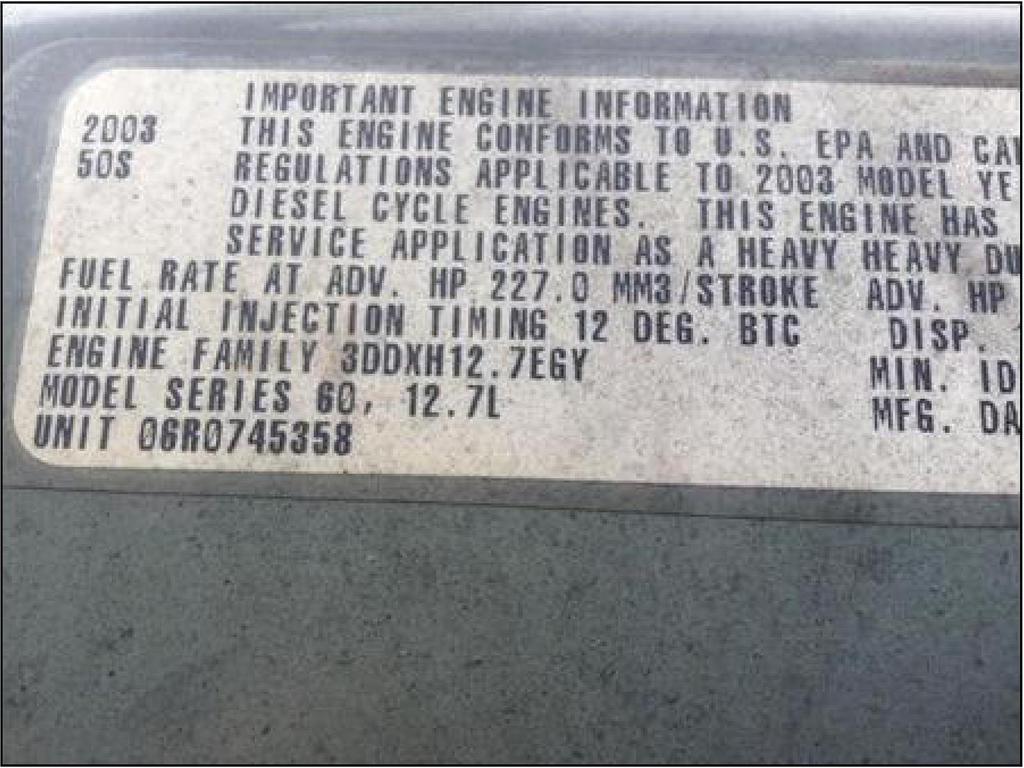 IMPORTANT ENGINE INFORMATION
2003 THIS ENGINE CONFORMS TO U.S. EPA AND
50S REGULATIONS APPLICABLE TO 2003 MODEL
DIESEL CYCLE ENGINES. THIS ENGINE HAS
SERVICE APPLICATION AS A HEAVY HEAVY
FUEL RATE AT ADV. HP 227.0 MM3/STROKE ADV. HP
INITIAL INJECTION TIMING 12 DEG. BTC DISP.
ENGINE FAMILY 3DDXH12.7EGY MIN.
MODEL SERIES 60, 12.7L MFG.
UNIT 06R0745358